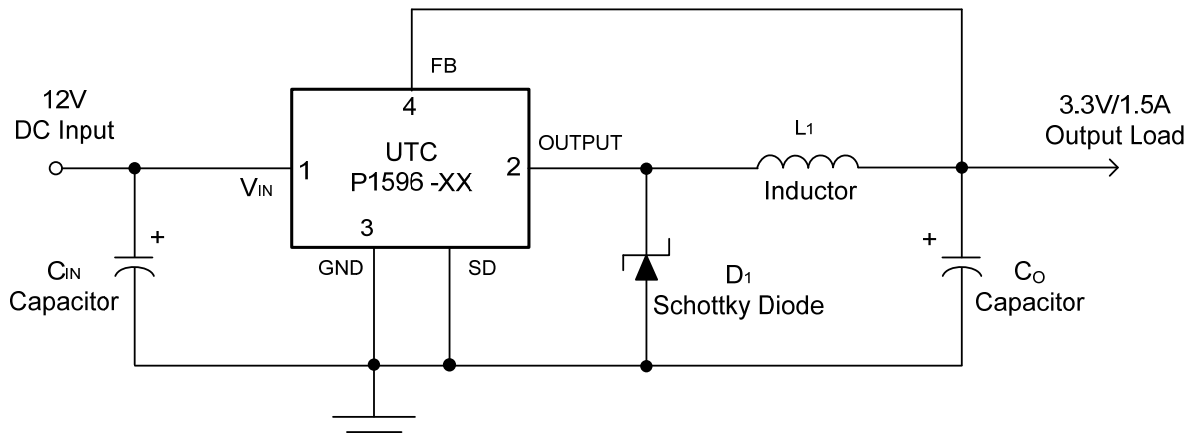 FB
12V
DC Input
4
3.3V/1.5A
Output Load
UTC
P1596 -XX
1
2
OUTPUT
L1
Inductor
VIN
3
GND
SD
+
CIN
Capacitor
D1
Schottky Diode
+
CO
Capacitor